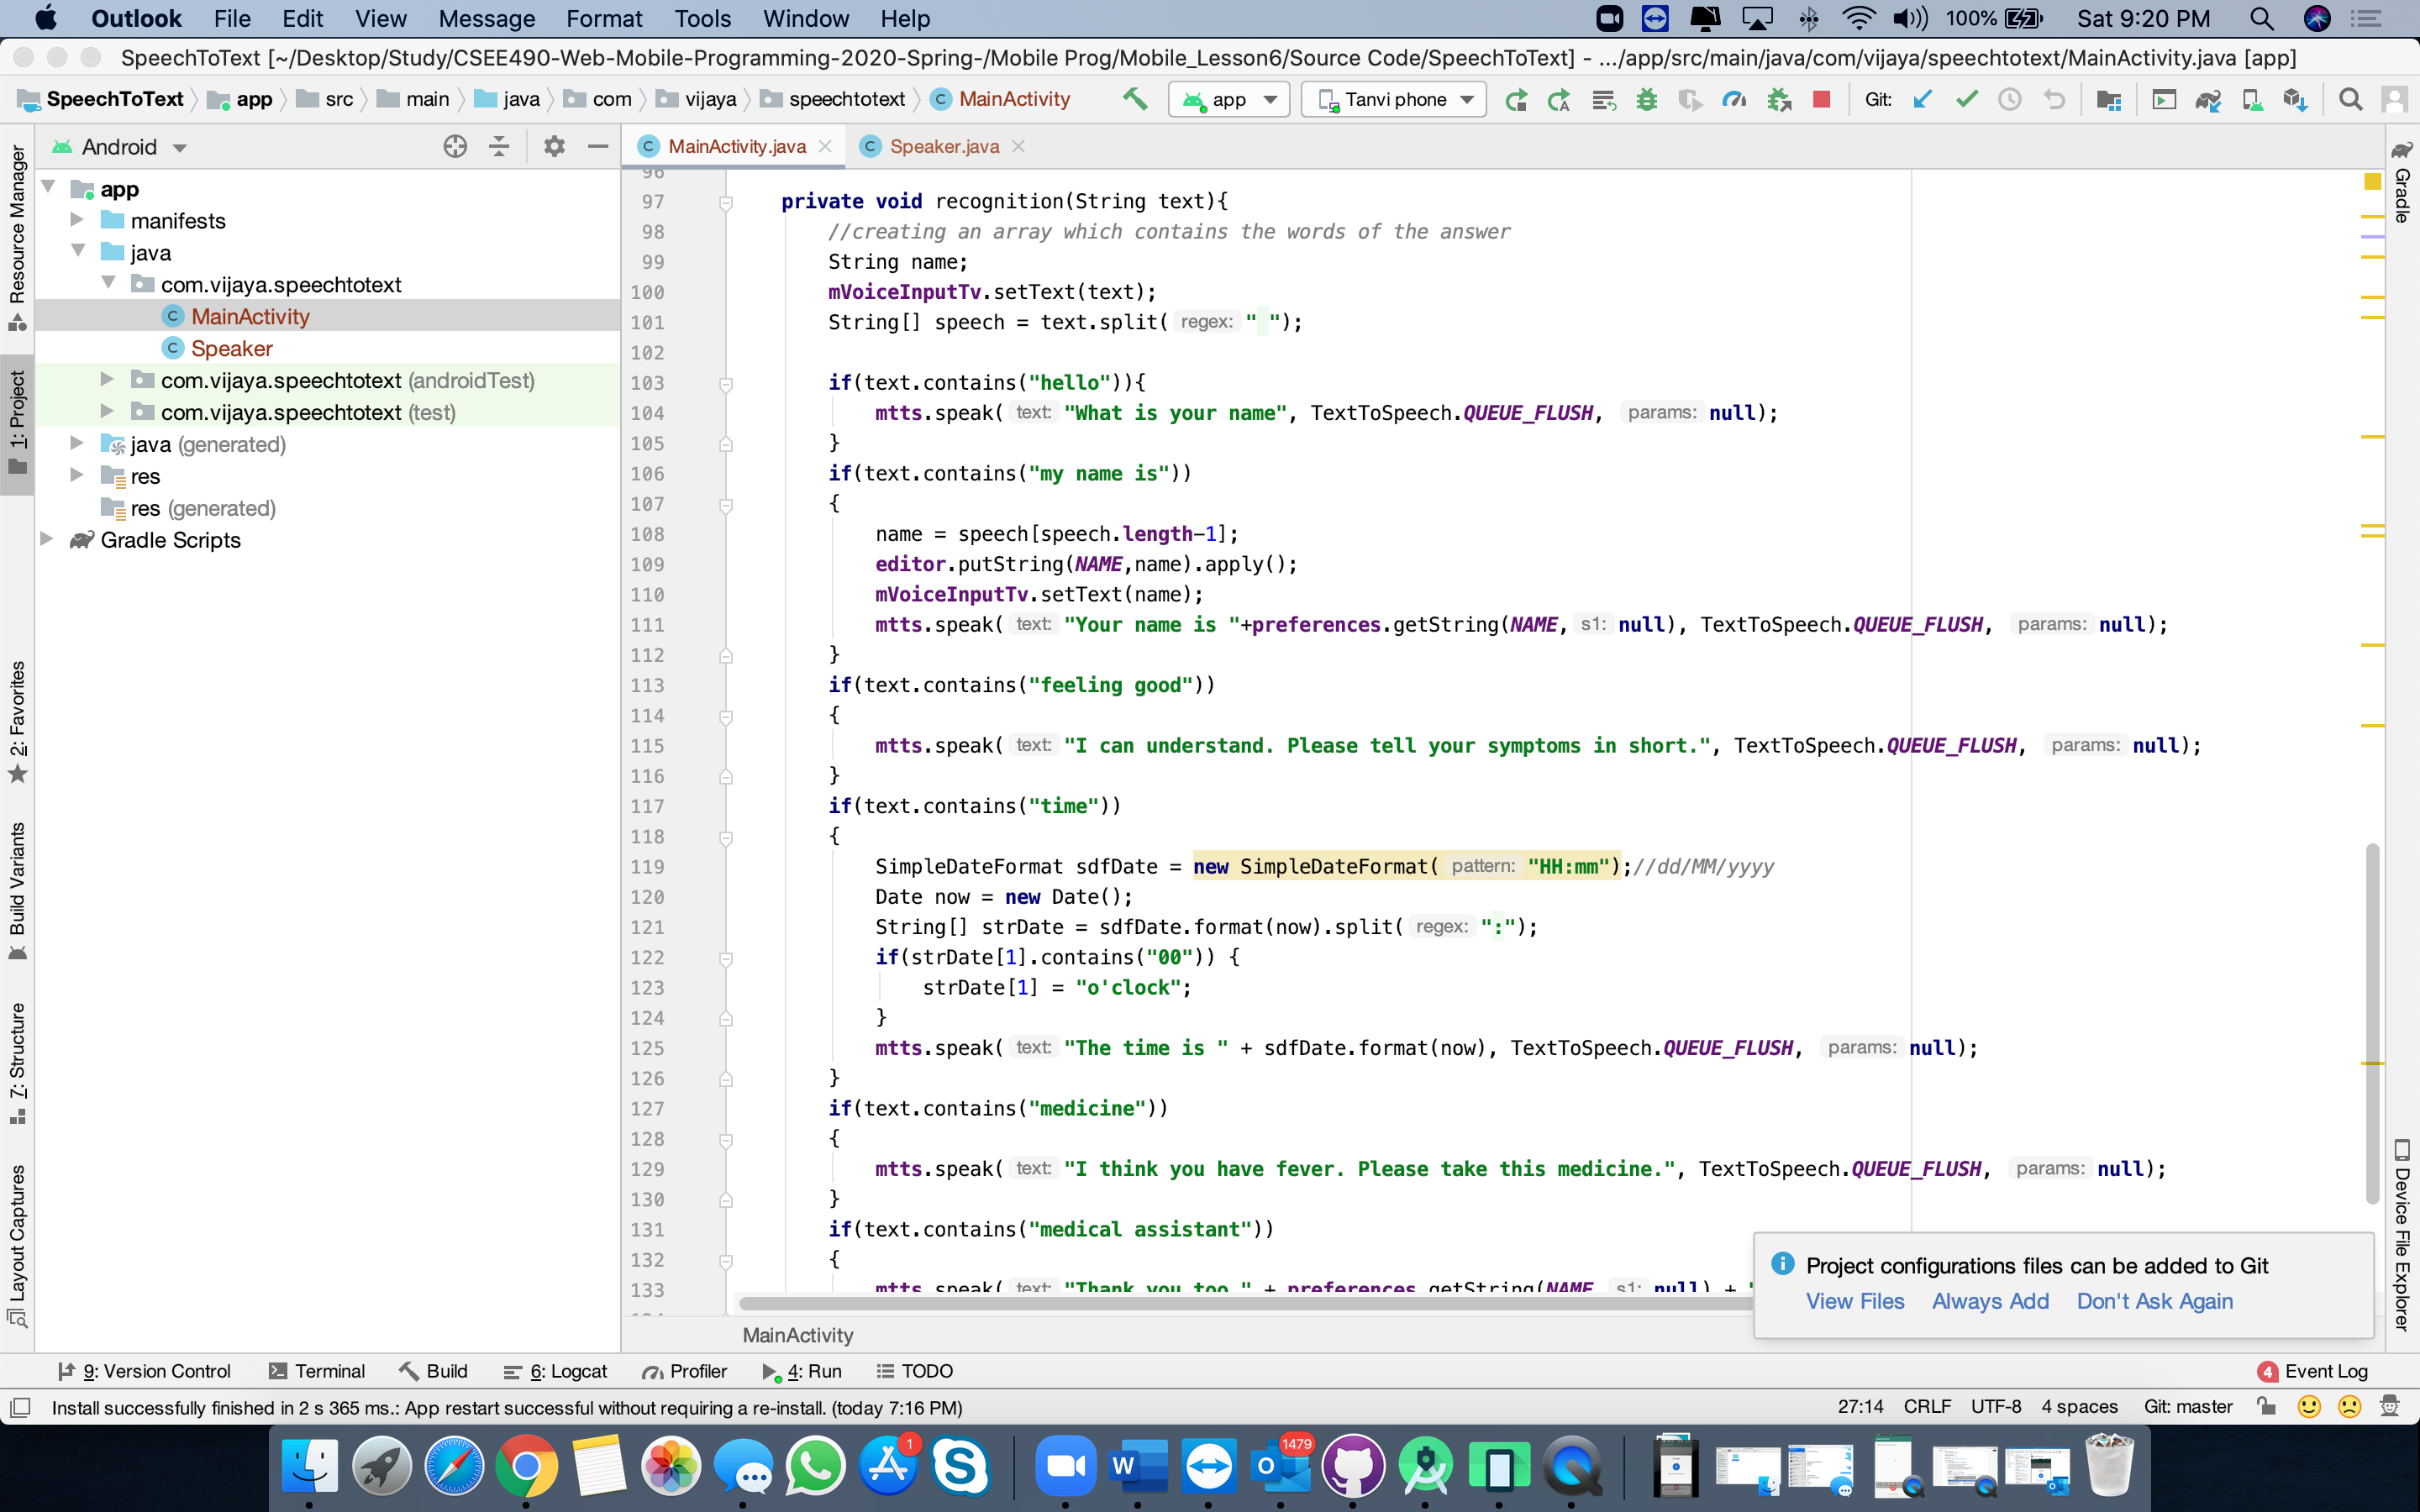 Outlook File Edit View Message Format Tools Window Help 100% Sat 9:20 PM
SpeechToText [~/Desktop/Study/CSEE490-Web-Mobile-Programming-2020-Spring-/Mobile Prog/Mobile_Lesson6/Source Code/SpeechToText] - .../app/src/main/java/com/vijaya/speechtotext/MainActivity.java [app]
SpeechToText app src main java com vijaya speechtotext MainActivity app Tanvi phone Git:
Android
MainActivity.java Speaker.java
app
manifests
java
com.vijaya.speechtotext
MainActivity
Speaker
com.vijaya.speechtotext (androidTest)
com.vijaya.speechtotext (test)
java (generated)
res
res (generated)
Gradle Scripts
Resource Manager
1: Project
2: Favorites
Build Variants
7: Structure
Layout Captures
96
97 private void recognition(String text){
98 //creating an array which contains the words of the answer
99 String name;
100 mVoiceInputTv.setText(text);
101 String[] speech = text.split( regex: " ");
102
103 if(text.contains("hello")){
104 mtts.speak( text: "What is your name", TextToSpeech.QUEUE_FLUSH, params: null);
105 }
106 if(text.contains("my name is"))
107 {
108 name = speech[speech.length-1];
109 editor.putString(NAME,name).apply();
110 mVoiceInputTv.setText(name);
111 mtts.speak( text: "Your name is "+preferences.getString(NAME, s1: null), TextToSpeech.QUEUE_FLUSH, params: null);
112 }
113 if(text.contains("feeling good"))
114 {
115 mtts.speak( text: "I can understand. Please tell your symptoms in short.", TextToSpeech.QUEUE_FLUSH, params: null);
116 }
117 if(text.contains("time"))
118 {
119 SimpleDateFormat sdfDate = new SimpleDateFormat( pattern: "HH:mm");//dd/MM/yyyy
120 Date now = new Date();
121 String[] strDate = sdfDate.format(now).split( regex: ":");
122 if(strDate[1].contains("00")) {
123 strDate[1] = "o'clock";
124 }
125 mtts.speak( text: "The time is " + sdfDate.format(now), TextToSpeech.QUEUE_FLUSH, params: null);
126 }
127 if(text.contains("medicine"))
128 {
129 mtts.speak( text: "I think you have fever. Please take this medicine.", TextToSpeech.QUEUE_FLUSH, params: null);
130 }
131 if(text.contains("medical assistant"))
132 {
133 mtts.speak( text: "Thank you too " + preferences.getString(NAME, s1: null) + "
Gradle
Device File Explorer
Project configurations files can be added to Git
View Files Always Add Don't Ask Again
MainActivity
9: Version Control Terminal Build 6: Logcat Profiler 4: Run TODO 4 Event Log
Install successfully finished in 2 s 365 ms.: App restart successful without requiring a re-install. (today 7:16 PM) 27:14 CRLF UTF-8 4 spaces Git: master
1 1479